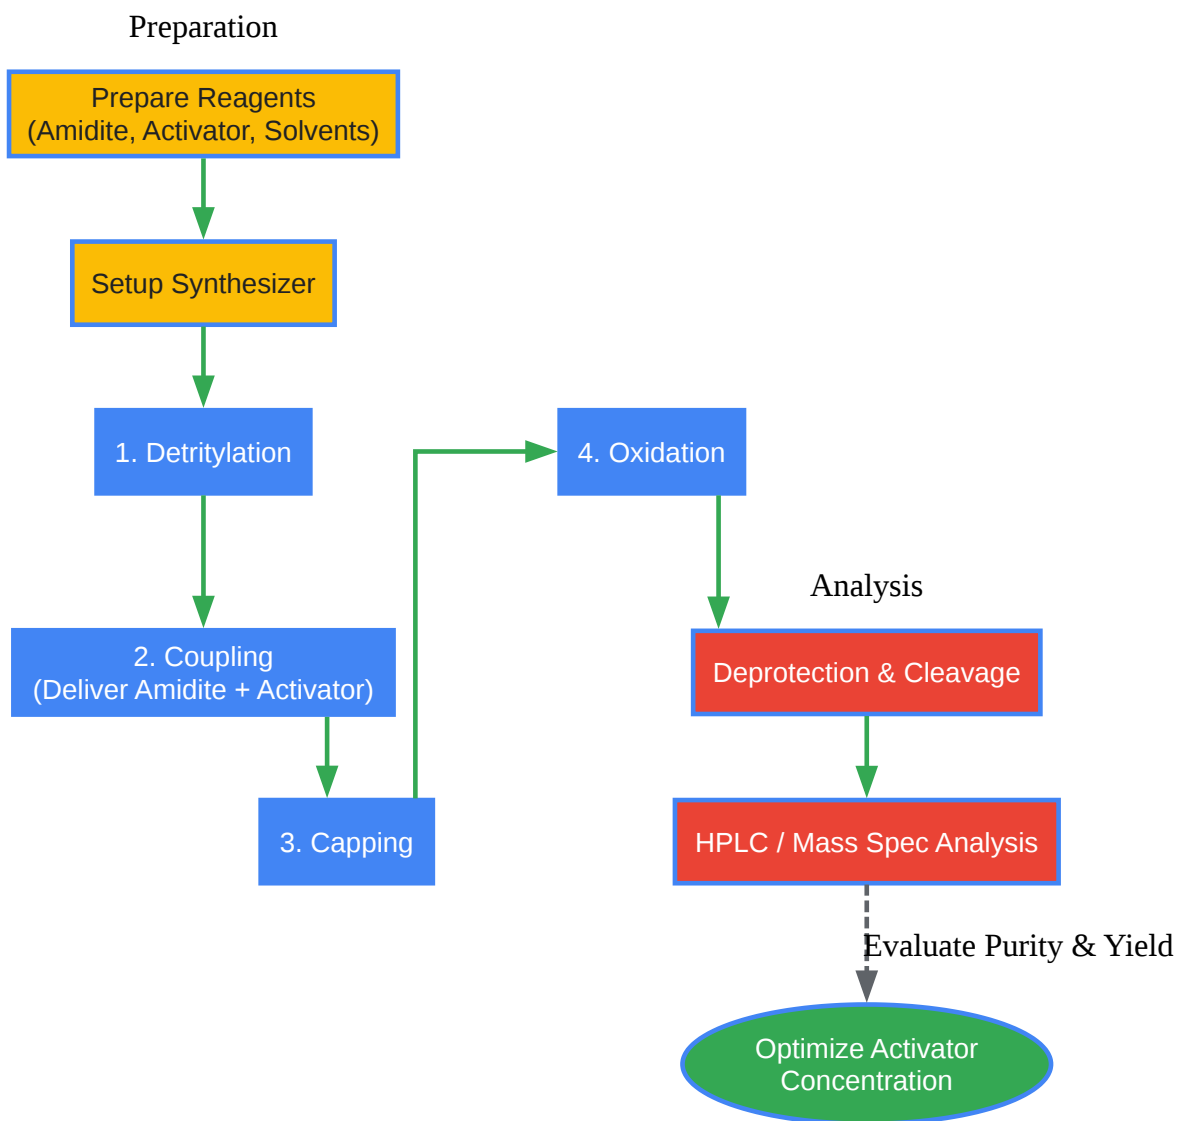 Preparation
Prepare Reagents
(Amidite, Activator, Solvents)
Setup Synthesizer
1. Detritylation
2. Coupling
(Deliver Amidite + Activator)
3. Capping
4. Oxidation
Analysis
Deprotection & Cleavage
HPLC / Mass Spec Analysis
Evaluate Purity & Yield
Optimize Activator
Concentration